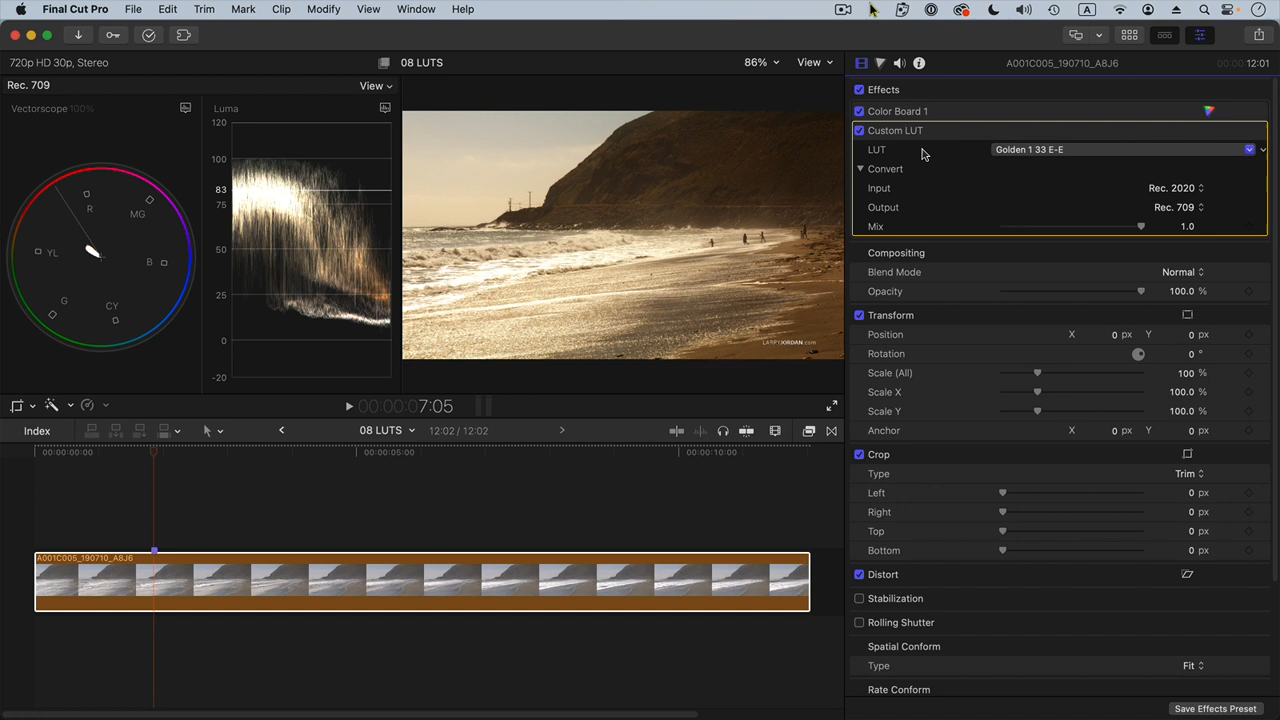 Final Cut Pro File Edit Trim Mark Clip Modify View Window Help
720p HD 30p, Stereo
08 LUTS
86%
View
A001C005_190710_A8J6
00:00 12:01
Rec. 709
View
Vectorscope 100%
Luma
R
MG
YL
B
G
CY
120
100
83
75
50
25
0
-20
LARRYJORDAN.com
Effects
Color Board 1
Custom LUT
LUT Golden 1 33 E-E
Convert
Input Rec. 2020
Output Rec. 709
Mix 1.0
Compositing
Blend Mode Normal
Opacity 100.0 %
Transform
Position X 0 px Y 0 px
Rotation 0 °
Scale (All) 100 %
Scale X 100.0 %
Scale Y 100.0 %
Anchor X 0 px Y 0 px
Crop
Type Trim
Left 0 px
Right 0 px
Top 0 px
Bottom 0 px
Distort
Stabilization
Rolling Shutter
Spatial Conform
Type Fit
Rate Conform
Save Effects Preset
00:00:00:07:05
Index
08 LUTS
12:02 / 12:02
00:00:00:00
00:00:05:00
00:00:10:00
A001C005_190710_A8J6